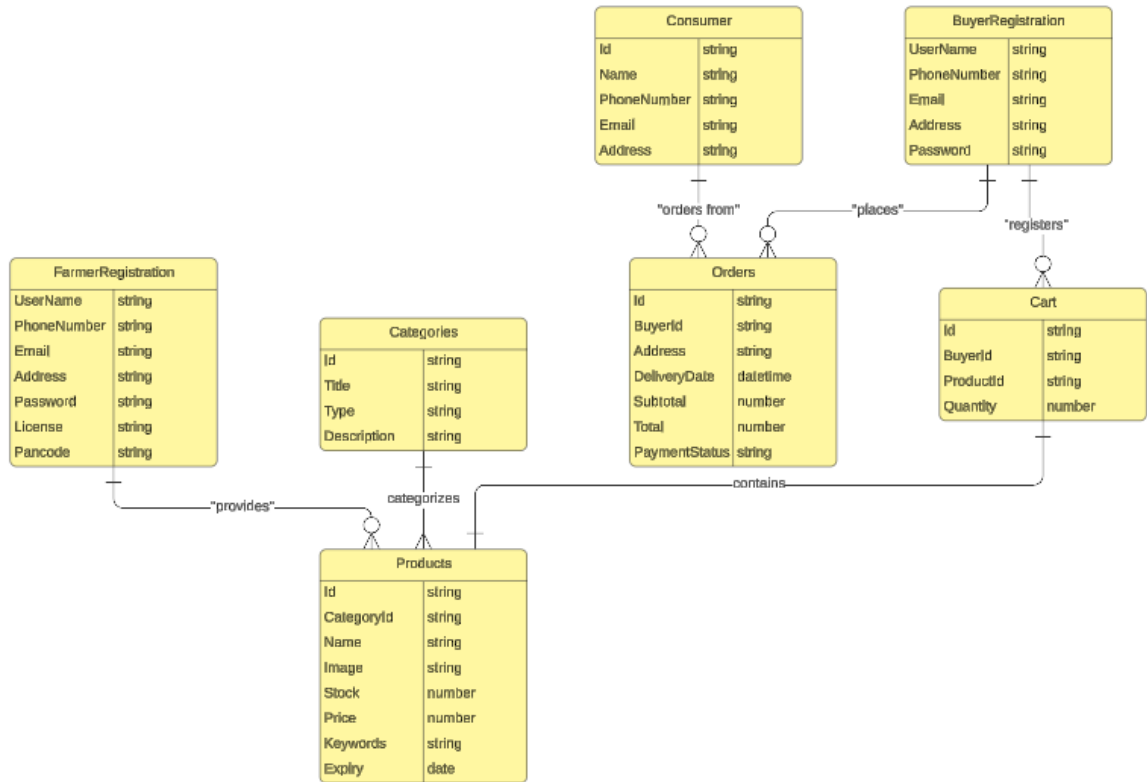 Consumer
Id string
Name string
PhoneNumber string
Email string
Address string
BuyerRegistration
UserName string
PhoneNumber string
Email string
Address string
Password string
"orders from"
"places"
"registers"
FarmerRegistration
UserName string
PhoneNumber string
Email string
Address string
Password string
License string
Pancode string
Categories
Id string
Title string
Type string
Description string
Orders
Id string
BuyerId string
Address string
DeliveryDate datetime
Subtotal number
Total number
PaymentStatus string
Cart
Id string
BuyerId string
ProductId string
Quantity number
"provides"
categorizes
contains
Products
Id string
CategoryId string
Name string
Image string
Stock number
Price number
Keywords string
Expiry date